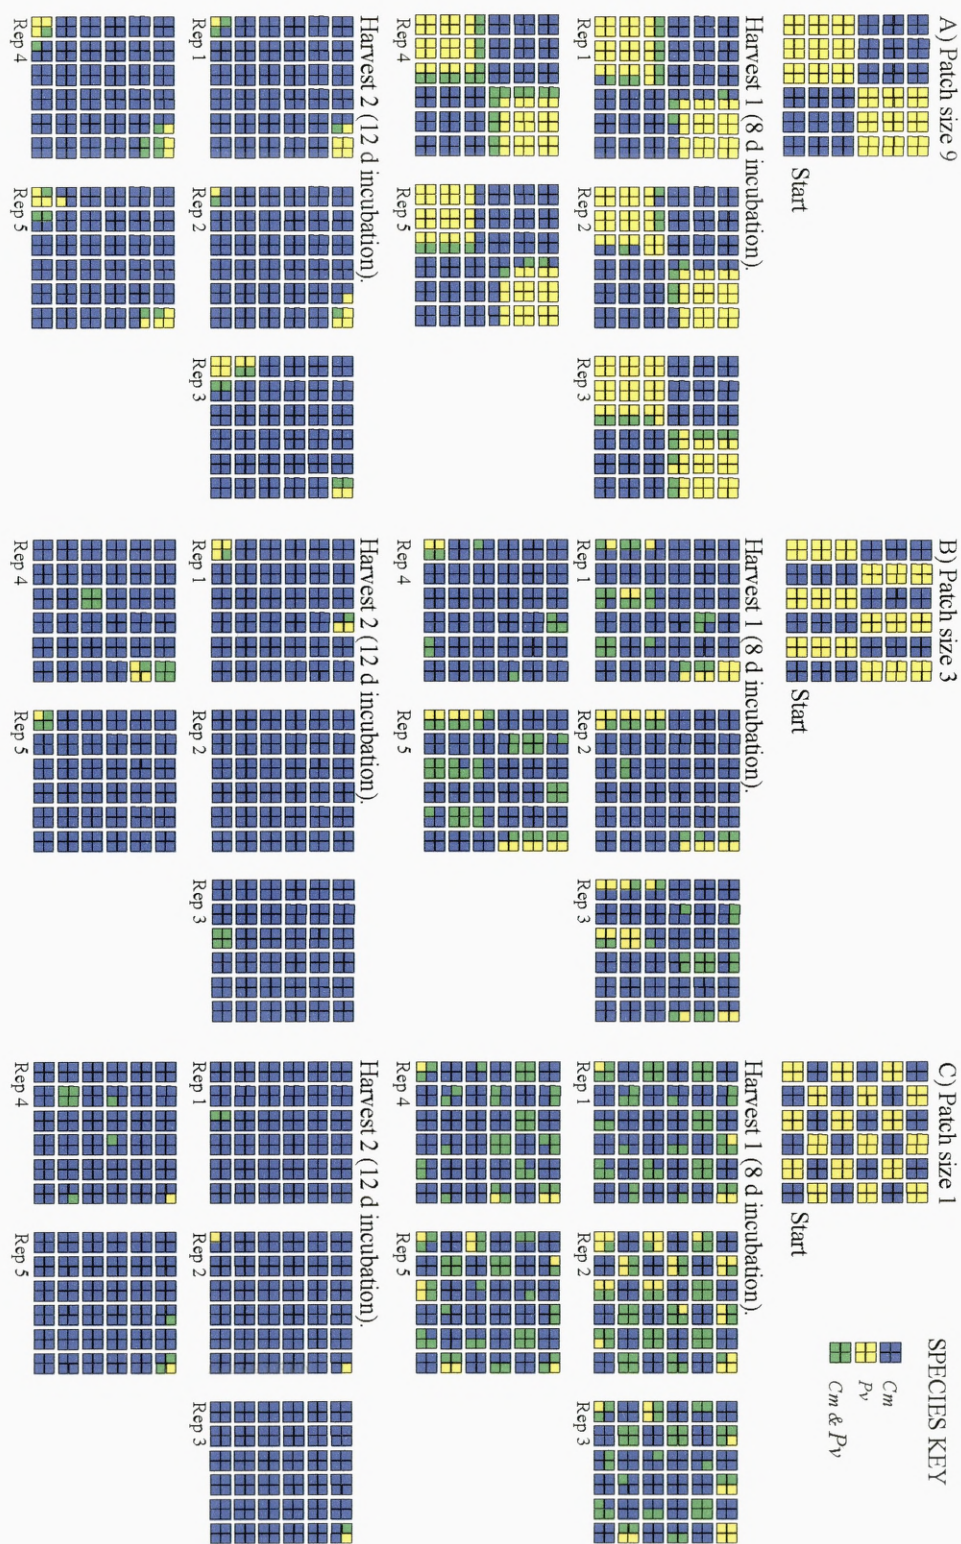 A) Patch size 9
Start
Harvest 1 (8 d incubation).
Rep 1
Rep 2
Rep 3
Rep 4
Rep 5
Harvest 2 (12 d incubation).
Rep 1
Rep 2
Rep 3
Rep 4
Rep 5
B) Patch size 3
Start
Harvest 1 (8 d incubation).
Rep 1
Rep 2
Rep 3
Rep 4
Rep 5
Harvest 2 (12 d incubation).
Rep 1
Rep 2
Rep 3
Rep 4
Rep 5
C) Patch size 1
Start
Harvest 1 (8 d incubation).
Rep 1
Rep 2
Rep 3
Rep 4
Rep 5
Harvest 2 (12 d incubation).
Rep 1
Rep 2
Rep 3
Rep 4
Rep 5
SPECIES KEY
Cm
Pv
Cm & Pv